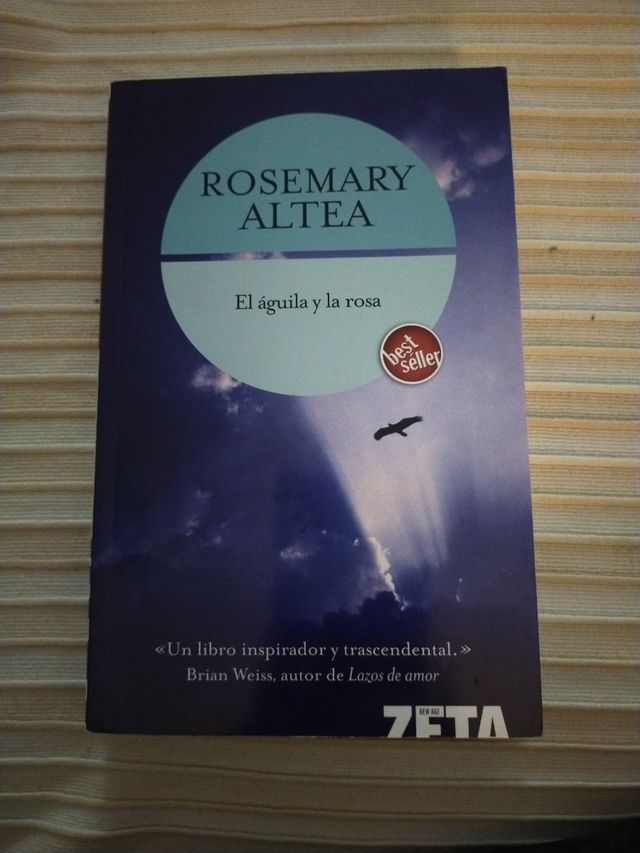 ROSEMARY
ALTEA
El águila y la rosa
best
séller
«Un libro inspirador y trascendental.»
Brian Weiss, autor de Lazos de amor
NEW AGE
ZETA